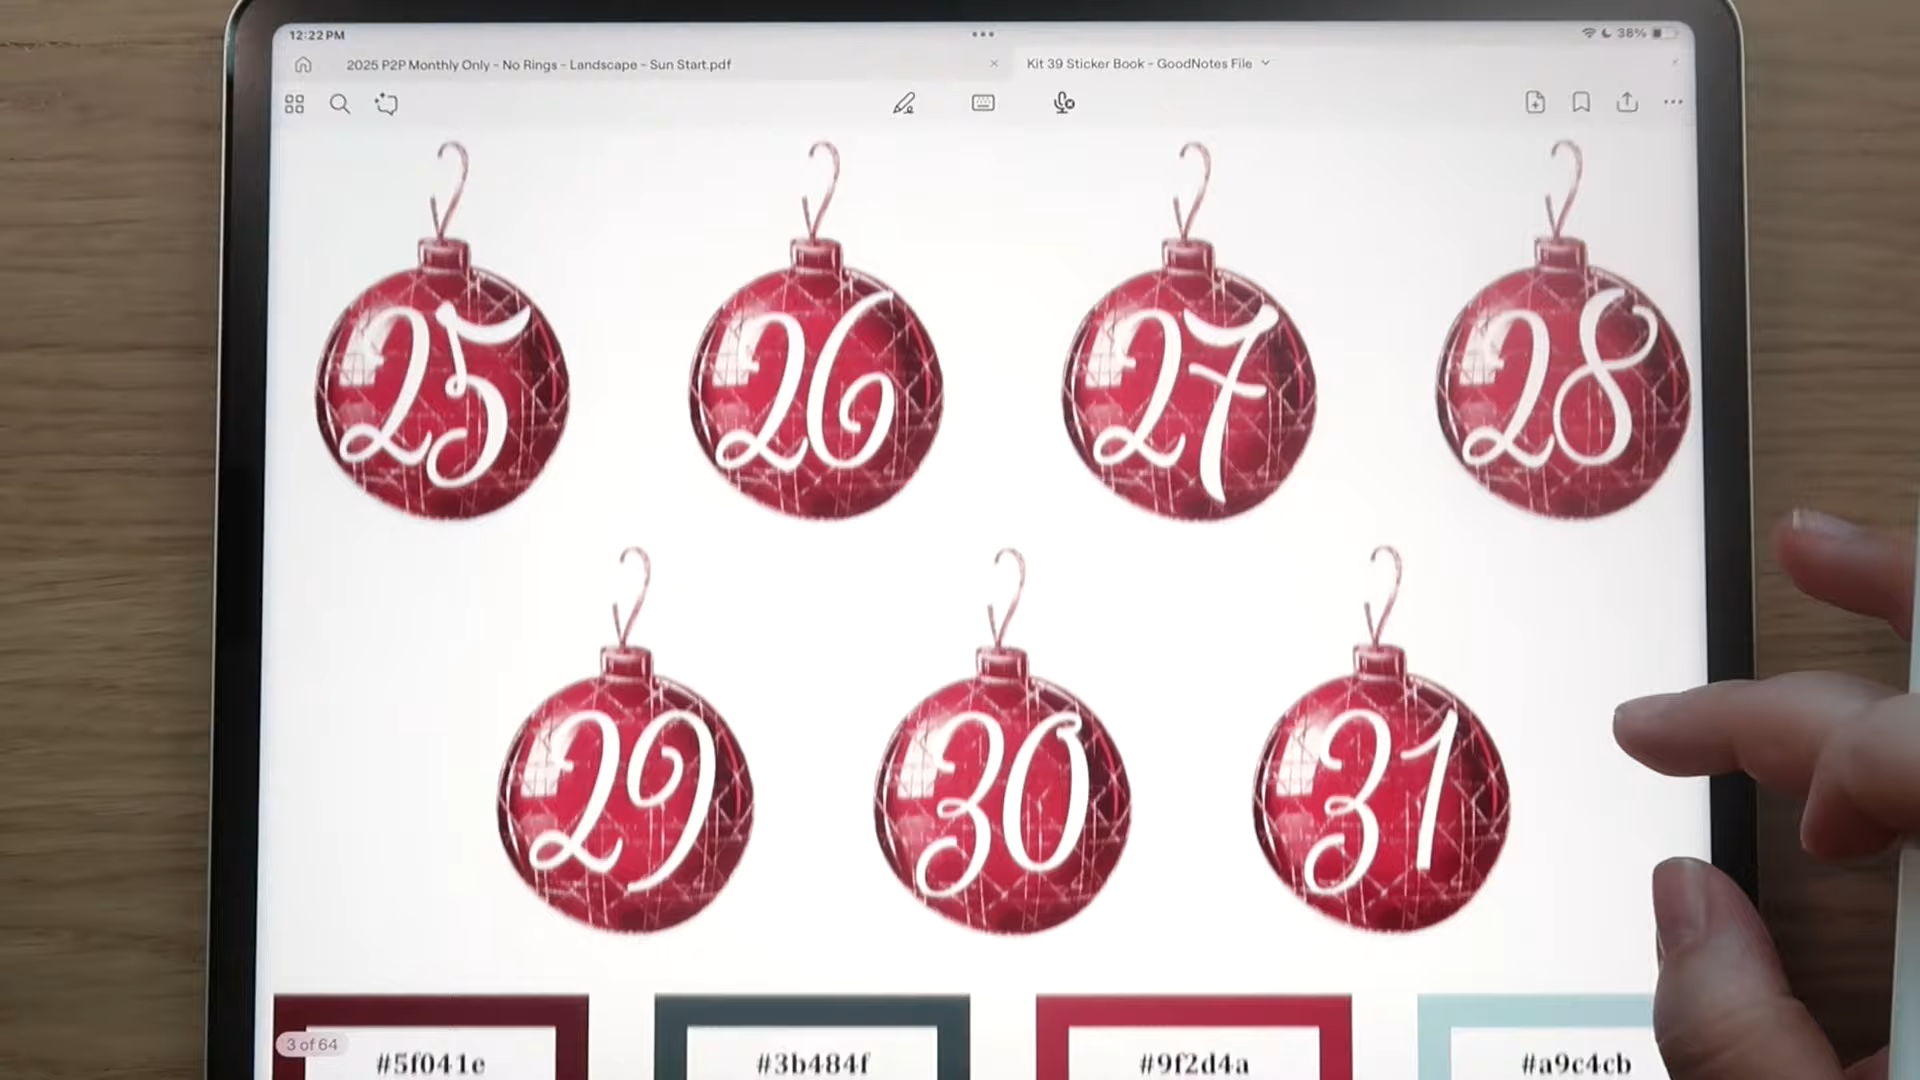 12:22 PM
38%
2025 P2P Monthly Only - No Rings - Landscape - Sun Start.pdf
Kit 39 Sticker Book - GoodNotes File
25 26 27 28
29 30 31
3 of 64
#5f041e #3b484f #9f2d4a #a9c4cb